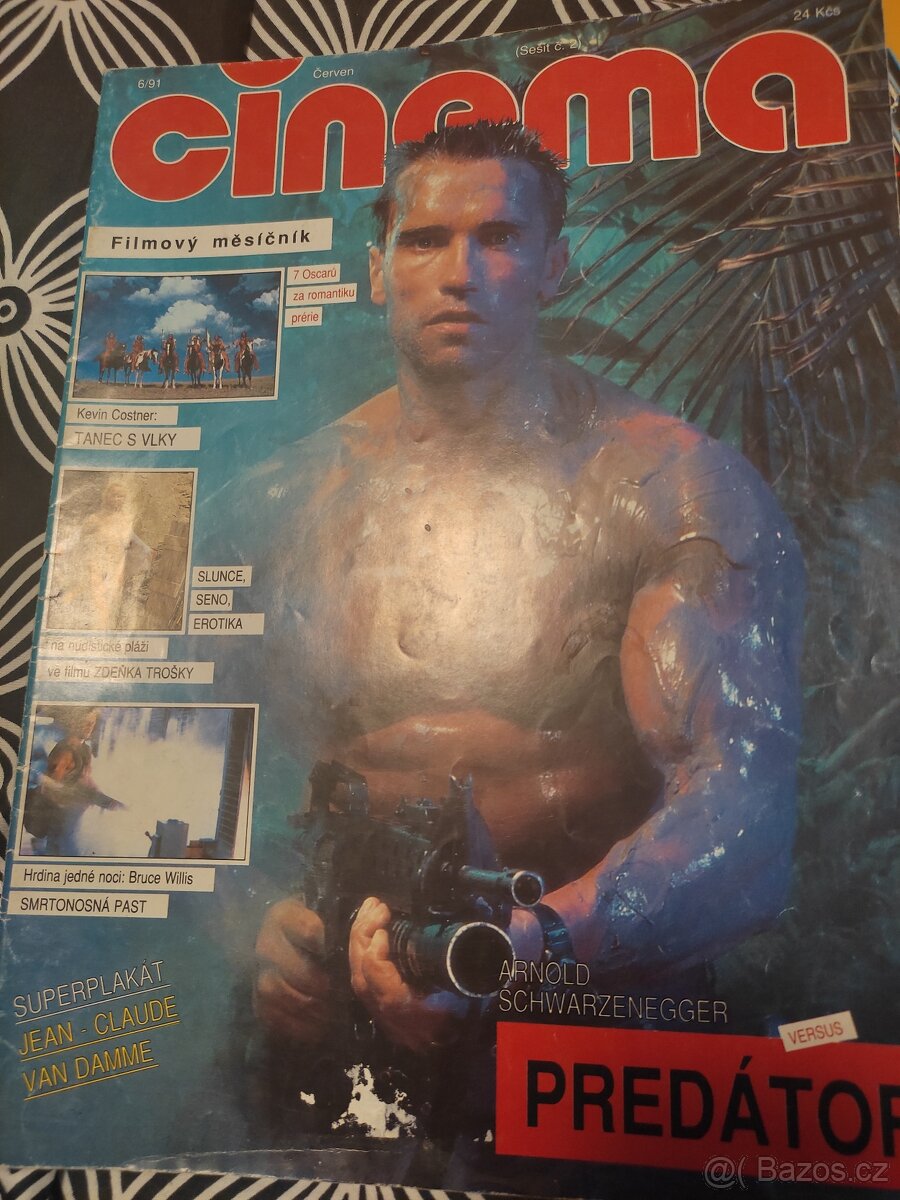 6/91
Červen
(Sešit č. 2)
24 Kčs
cinema
Filmový měsíčník
7 Oscarů
za romantiku
prérie
Kevin Costner:
TANEC S VLKY
SLUNCE,
SENO,
EROTIKA
na nudistické pláži
ve filmu ZDEŇKA TROŠKY
Hrdina jedné noci: Bruce Willis
SMRTONOSNÁ PAST
SUPERPLAKÁT
JEAN - CLAUDE
VAN DAMME
ARNOLD
SCHWARZENEGGER
VERSUS
PREDÁTOR
@( Bazos.cz